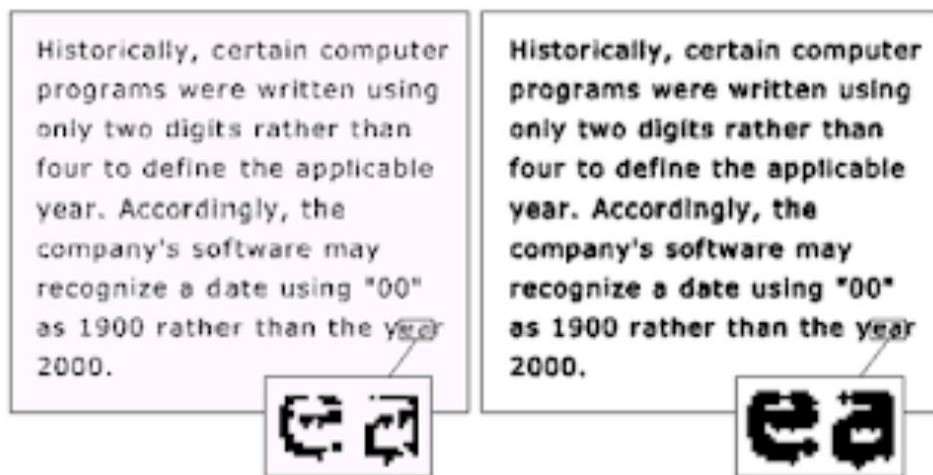 Historically, certain computer
programs were written using
only two digits rather than
four to define the applicable
year. Accordingly, the
company's software may
recognize a date using "00"
as 1900 rather than the year
2000.
ea
Historically, certain computer
programs were written using
only two digits rather than
four to define the applicable
year. Accordingly, the
company's software may
recognize a date using "00"
as 1900 rather than the year
2000.
ea